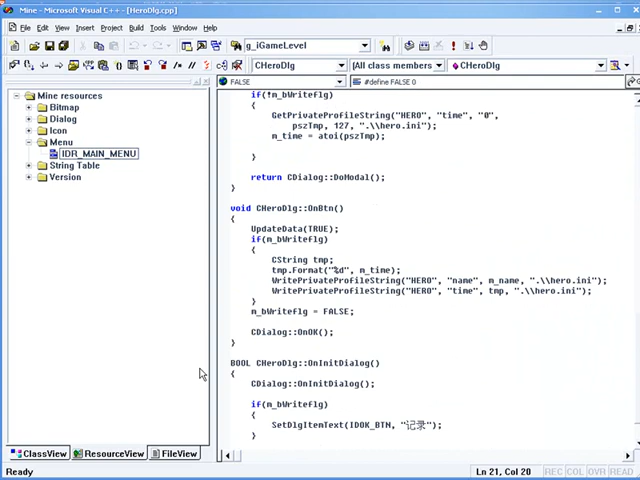 Mine - Microsoft Visual C++ - [HeroDlg.cpp]
File Edit View Insert Project Build Tools Window Help
g_iGameLevel
CHeroDlg All class members CHeroDlg
FALSE #define FALSE 0
Mine resources
Bitmap
Dialog
Icon
Menu
IDR_MAIN_MENU
String Table
Version
if(!m_bWriteflg)
{
GetPrivateProfileString("HERO", "time", "0",
pszTmp, 127, ".\\hero.ini");
m_time = atoi(pszTmp);
}
return CDialog::DoModal();
}
void CHeroDlg::OnBtn()
{
UpdateData(TRUE);
if(m_bWriteflg)
{
CString tmp;
tmp.Format("%d", m_time);
WritePrivateProfileString("HERO", "name", m_name, ".\\hero.ini");
WritePrivateProfileString("HERO", "time", tmp, ".\\hero.ini");
}
m_bWriteflg = FALSE;
CDialog::OnOK();
}
BOOL CHeroDlg::OnInitDialog()
{
CDialog::OnInitDialog();
if(m_bWriteflg)
{
SetDlgItemText(IDOK_BTN, "记录");
}
ClassView ResourceView FileView
Ready Ln 21, Col 20 REC COL OVR READ